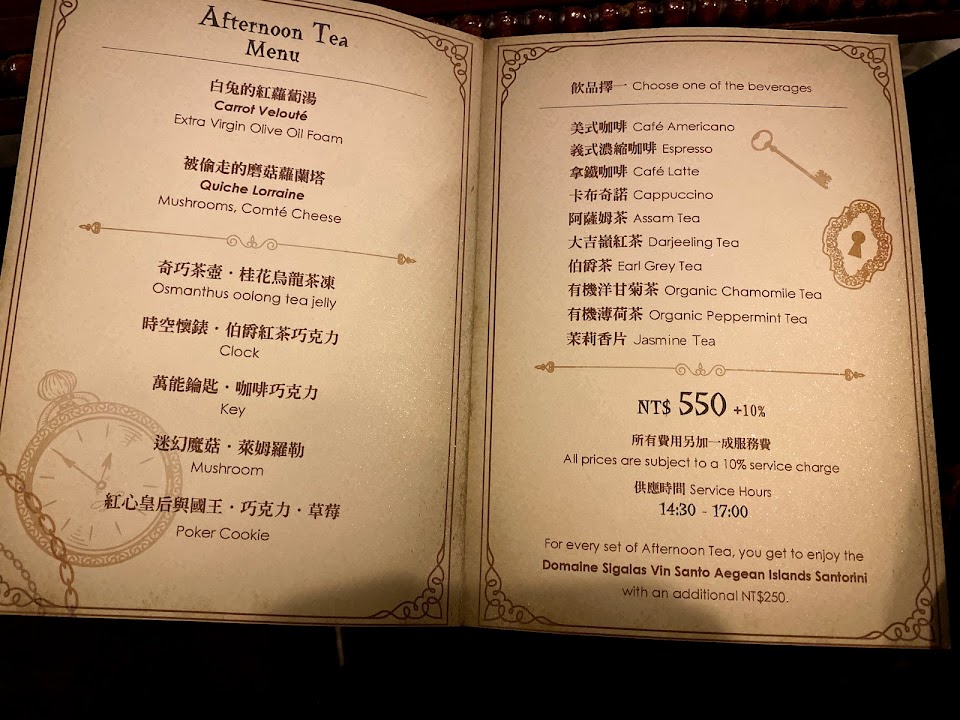 Afternoon Tea
Menu
白兔的紅蘿蔔湯
Carrot Velouté
Extra Virgin Olive Oil Foam
被偷走的磨菇蘿蘭塔
Quiche Lorraine
Mushrooms, Comté Cheese
奇巧茶壺・桂花烏龍茶凍
Osmanthus oolong tea jelly
時空懷錶・伯爵紅茶巧克力
Clock
萬能鑰匙・咖啡巧克力
Key
迷幻魔菇・萊姆羅勒
Mushroom
紅心皇后與國王・巧克力・草莓
Poker Cookie
飲品擇一 Choose one of the beverages
美式咖啡 Café Americano
義式濃縮咖啡 Espresso
拿鐵咖啡 Café Latte
卡布奇諾 Cappuccino
阿薩姆茶 Assam Tea
大吉嶺紅茶 Darjeeling Tea
伯爵茶 Earl Grey Tea
有機洋甘菊茶 Organic Chamomile Tea
有機薄荷茶 Organic Peppermint Tea
茉莉香片 Jasmine Tea
NT$ 550 +10%
所有費用另加一成服務費
All prices are subject to a 10% service charge
供應時間 Service Hours
14:30 - 17:00
For every set of Afternoon Tea, you get to enjoy the
Domaine Sigalas Vin Santo Aegean Islands Santorini
with an additional NT$250.